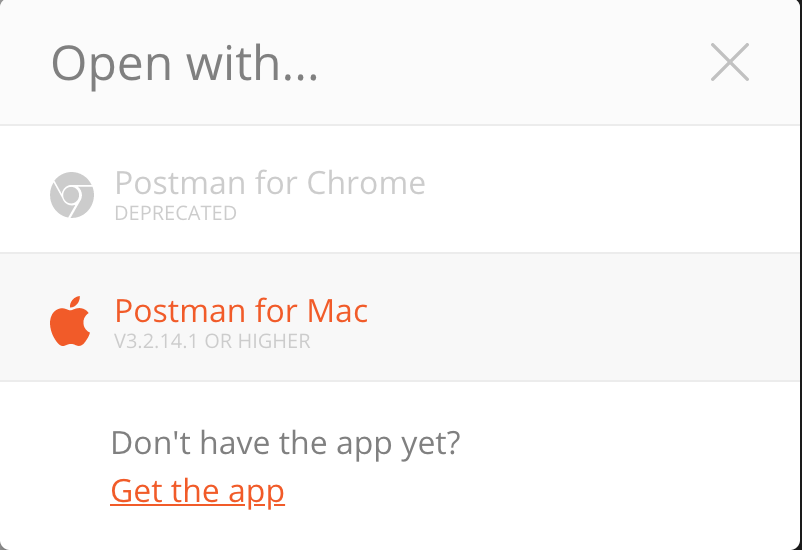 Open with...
Postman for Chrome
DEPRECATED
Postman for Mac
V3.2.14.1 OR HIGHER
Don't have the app yet?
Get the app